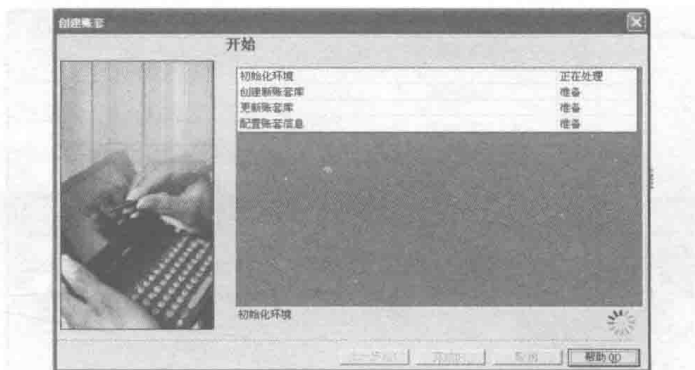 创建账套
开始
初始化环境 正在处理
创建新账套库 准备
更新账套库 准备
配置账套信息 准备
初始化环境
取消 帮助(H)